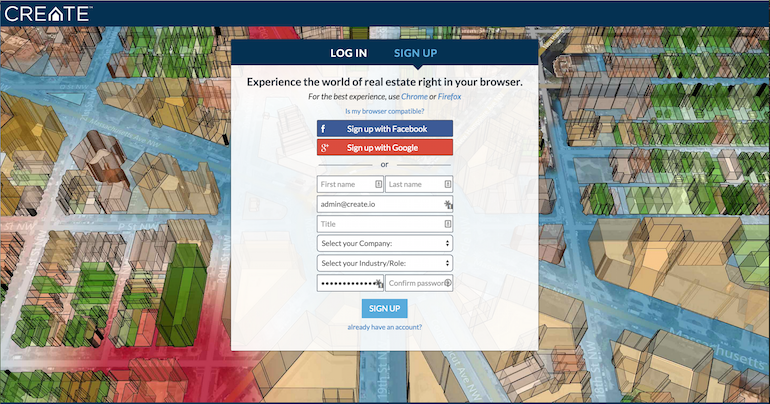 CREATE™
LOG IN SIGN UP
Experience the world of real estate right in your browser.
For the best experience, use Chrome or Firefox
Is my browser compatible?
f Sign up with Facebook
g+ Sign up with Google
or
First name Last name
admin@create.io
Title
Select your Company:
Select your Industry/Role:
•••••••••••••• Confirm password
SIGN UP
already have an account?
P St NW
Massachusetts